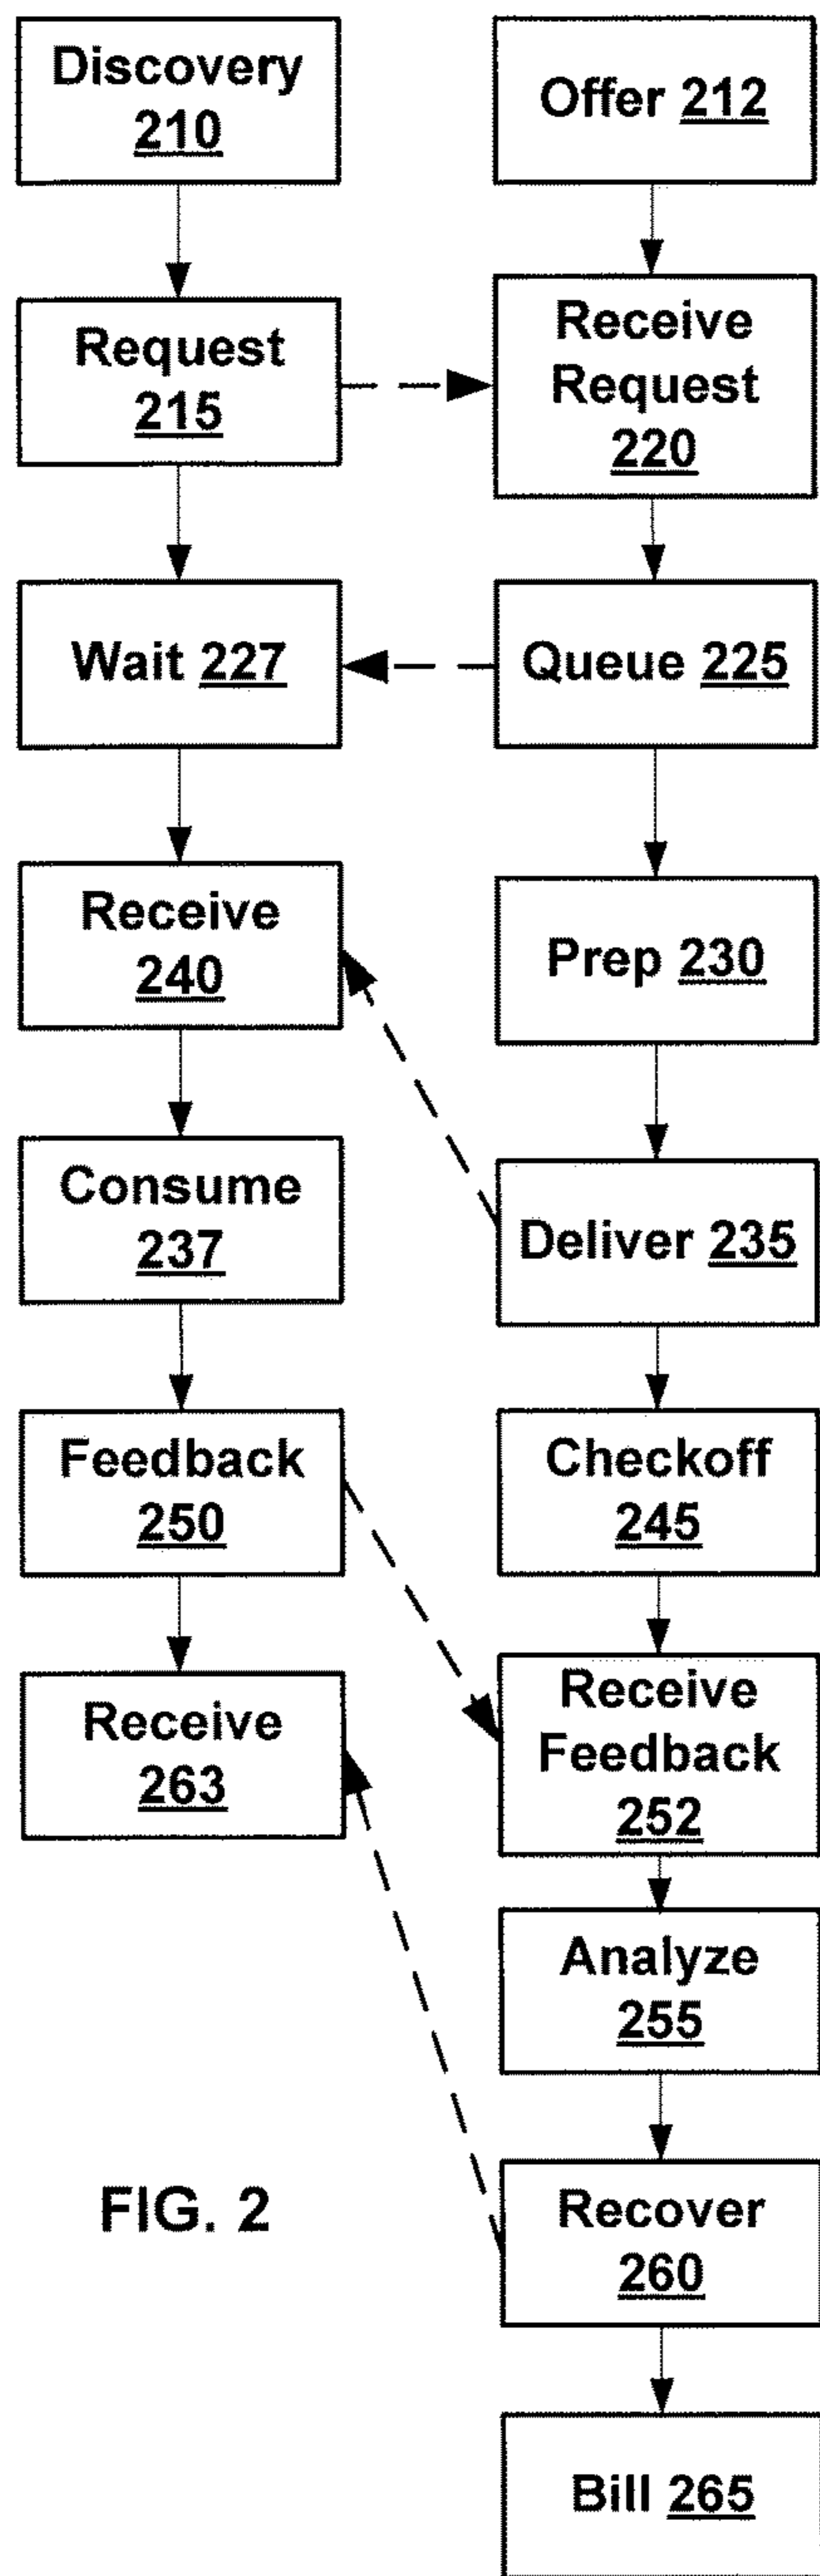 Discovery
210
Offer 212
Request
215
Receive
Request
220
Wait 227
Queue 225
Receive
240
Prep 230
Consume
237
Deliver 235
Feedback
250
Checkoff
245
Receive
263
Receive
Feedback
252
Analyze
255
FIG. 2
Recover
260
Bill 265